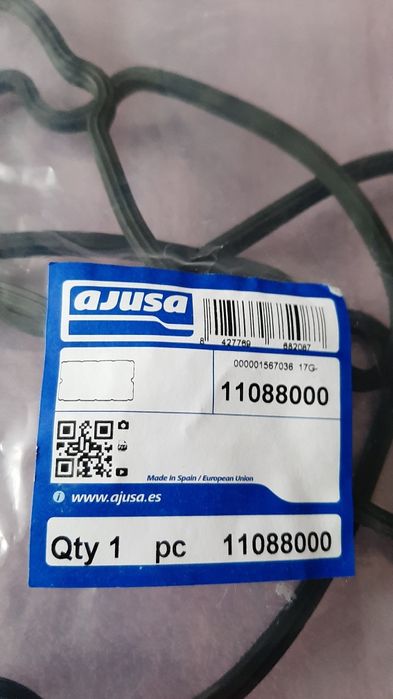 ajusa
8 427769 682087
000001567036 17G-
11088000
Made in Spain / European Union
i www.ajusa.es
Qty 1 pc 11088000